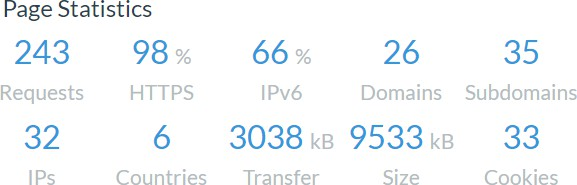 Page Statistics
243 98 % 66 % 26 35
Requests HTTPS IPv6 Domains Subdomains
32 6 3038 kB 9533 kB 33
IPs Countries Transfer Size Cookies